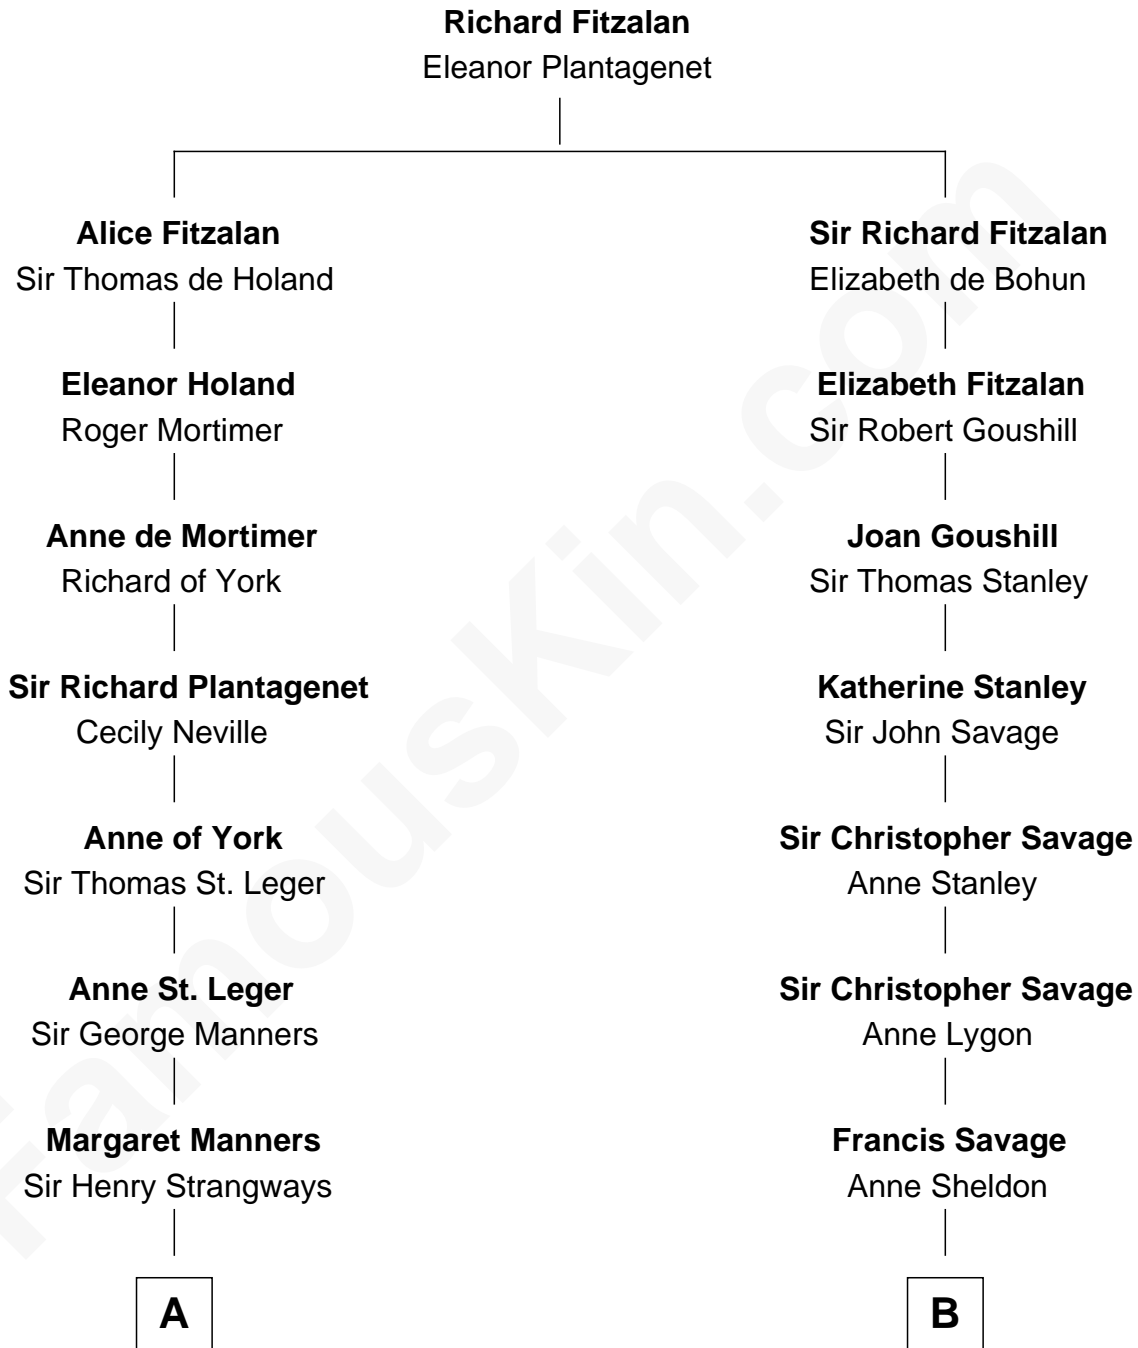 Richard Fitzalan
Eleanor Plantagenet
Alice Fitzalan
Sir Thomas de Holand
Eleanor Holand
Roger Mortimer
Anne de Mortimer
Richard of York
Sir Richard Plantagenet
Cecily Neville
Anne of York
Sir Thomas St. Leger
Anne St. Leger
Sir George Manners
Margaret Manners
Sir Henry Strangways
A
Sir Richard Fitzalan
Elizabeth de Bohun
Elizabeth Fitzalan
Sir Robert Goushill
Joan Goushill
Sir Thomas Stanley
Katherine Stanley
Sir John Savage
Sir Christopher Savage
Anne Stanley
Sir Christopher Savage
Anne Lygon
Francis Savage
Anne Sheldon
B
FamousKin.com